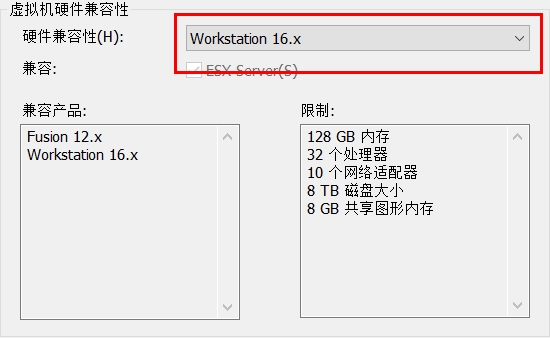 虚拟机硬件兼容性
硬件兼容性(H):
Workstation 16.x
兼容:
ESX Server(S)
兼容产品:
Fusion 12.x
Workstation 16.x
限制:
128 GB 内存
32 个处理器
10 个网络适配器
8 TB 磁盘大小
8 GB 共享图形内存